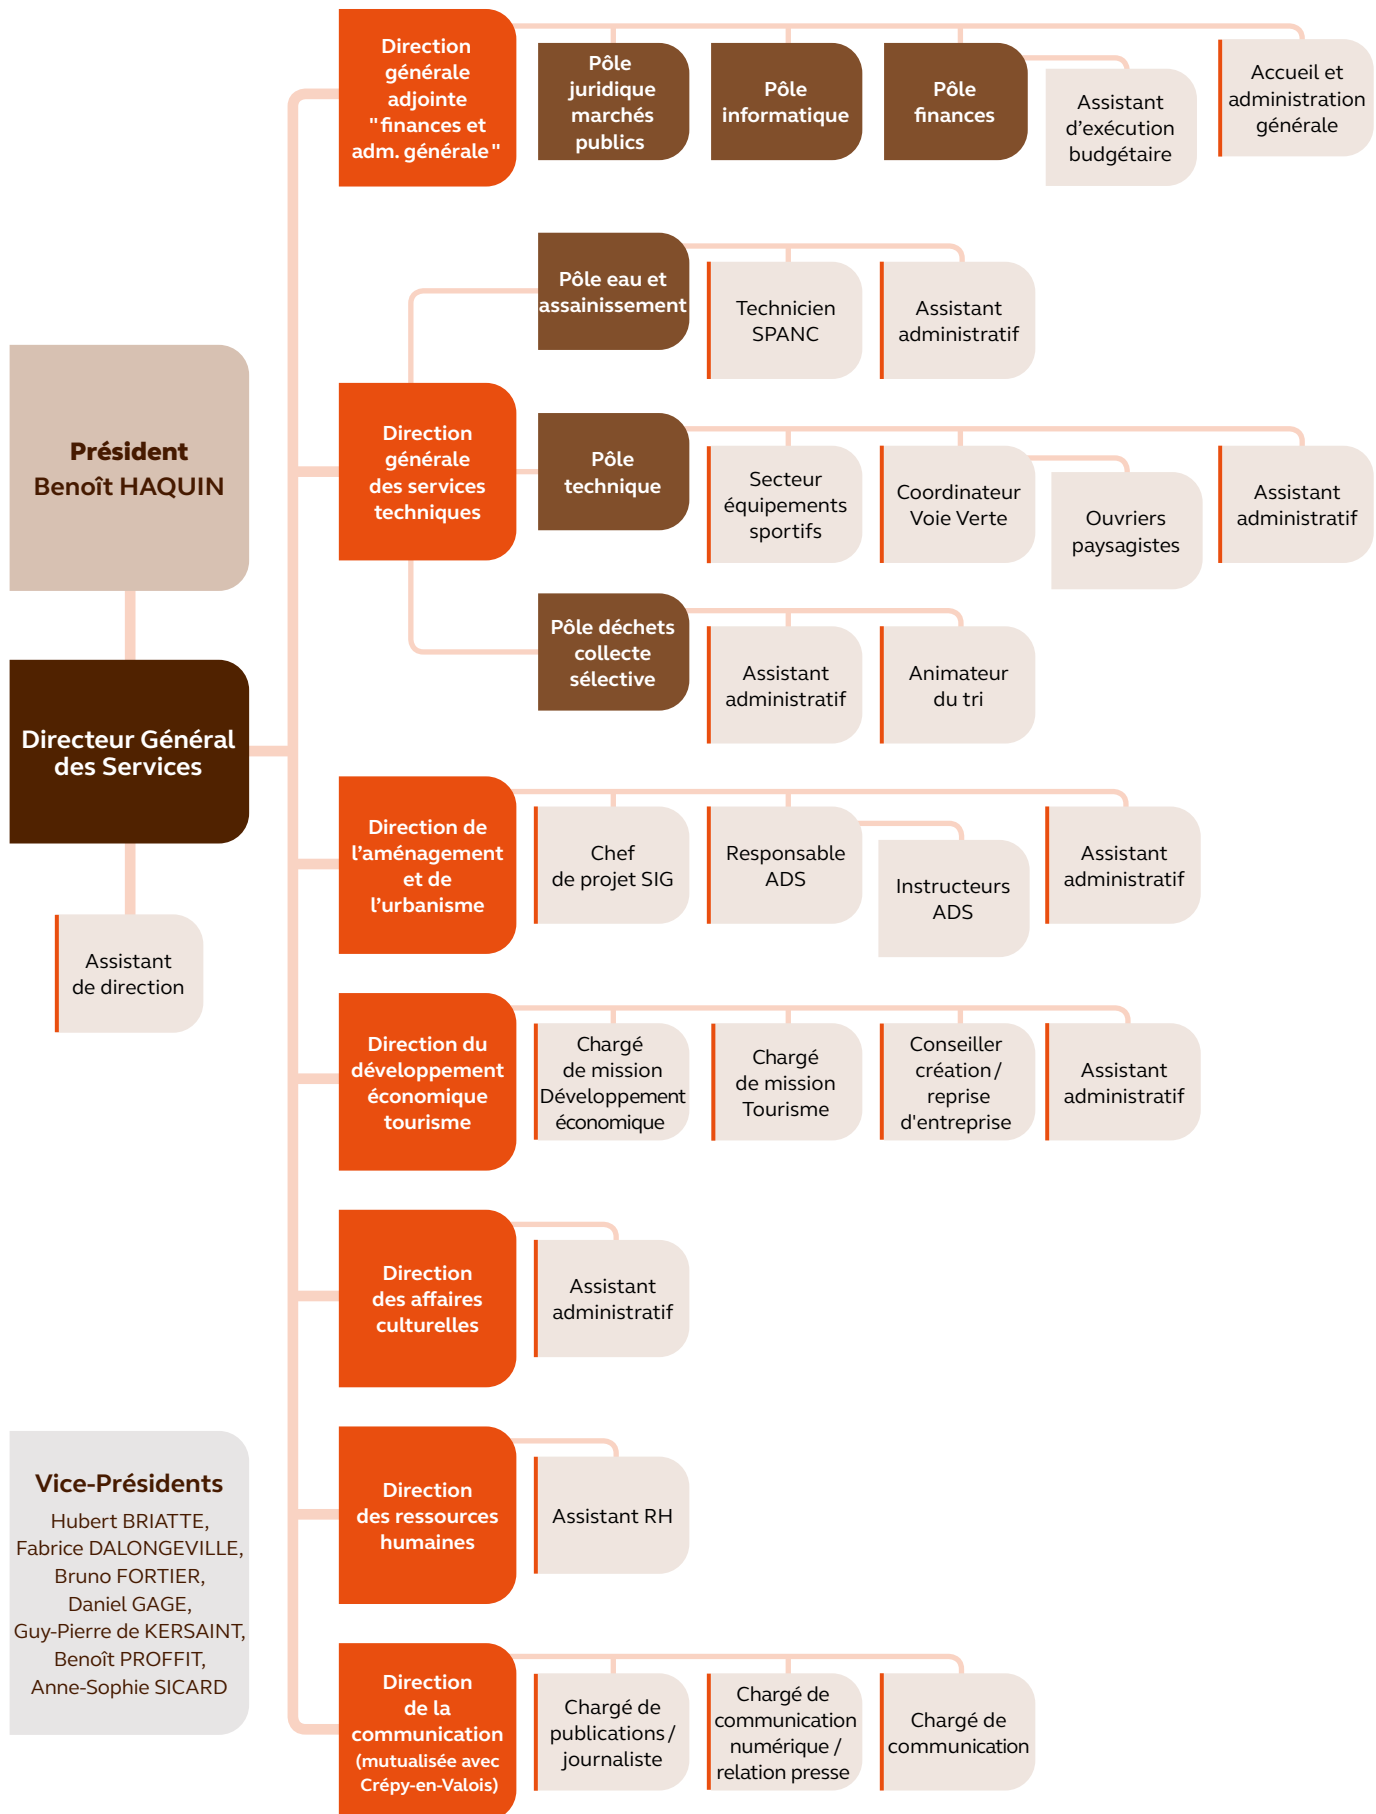 Président
Benoît HAQUIN
Directeur Général
des Services
Assistant
de direction
Vice-Présidents
Hubert BRIATTE,
Fabrice DALONGEVILLE,
Bruno FORTIER,
Daniel GAGE,
Guy-Pierre de KERSAINT,
Benoît PROFFIT,
Anne-Sophie SICARD
Direction
générale
adjointe
"finances et
adm. générale"
Pôle
juridique
marchés
publics
Pôle
informatique
Pôle
finances
Assistant
d'exécution
budgétaire
Accueil et
administration
générale
Direction
générale
des services
techniques
Pôle eau et
assainissement
Technicien
SPANC
Assistant
administratif
Pôle
technique
Secteur
équipements
sportifs
Coordinateur
Voie Verte
Ouvriers
paysagistes
Assistant
administratif
Pôle déchets
collecte
sélective
Assistant
administratif
Animateur
du tri
Direction de
l'aménagement
et de
l'urbanisme
Chef
de projet SIG
Responsable
ADS
Instructeurs
ADS
Assistant
administratif
Direction du
développement
économique
tourisme
Chargé
de mission
Développement
économique
Chargé
de mission
Tourisme
Conseiller
création/
reprise
d'entreprise
Assistant
administratif
Direction
des affaires
culturelles
Assistant
administratif
Direction
des ressources
humaines
Assistant RH
Direction
de la
communication
(mutualisée avec
Crépy-en-Valois)
Chargé de
publications/
journaliste
Chargé de
communication
numérique /
relation presse
Chargé de
communication